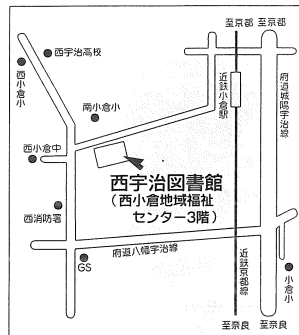 至京都
至京都
西宇治高校
西小倉小
南小倉小
近鉄小倉駅
府道城陽宇治線
西小倉中
西宇治図書館
(西小倉地域福祉
センター3階)
西消防署
府道八幡宇治線
GS
近鉄京都線
小倉小
至奈良
至奈良